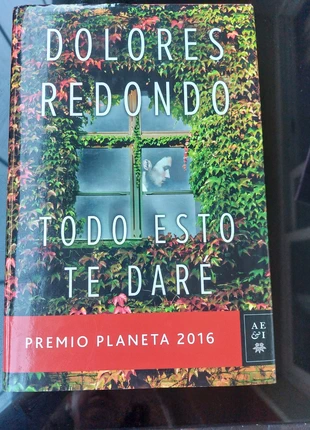 DOLORES
REDONDO
TODO ESTO
TE DARÉ
PREMIO PLANETA 2016
AE
&I